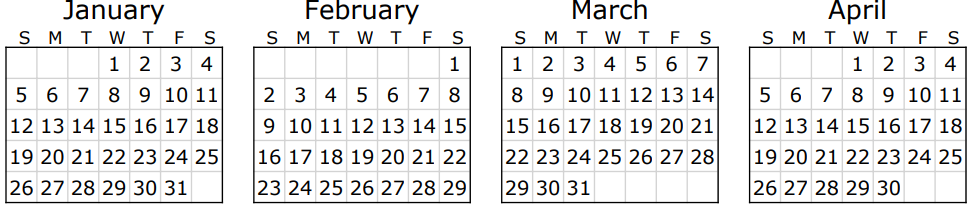 January February March April
S M T W T F S S M T W T F S S M T W T F S S M T W T F S
1 2 3 4 1 1 2 3 4 5 6 7 1 2 3 4
5 6 7 8 9 10 11 2 3 4 5 6 7 8 8 9 10 11 12 13 14 5 6 7 8 9 10 11
12 13 14 15 16 17 18 9 10 11 12 13 14 15 15 16 17 18 19 20 21 12 13 14 15 16 17 18
19 20 21 22 23 24 25 16 17 18 19 20 21 22 22 23 24 25 26 27 28 19 20 21 22 23 24 25
26 27 28 29 30 31 23 24 25 26 27 28 29 29 30 31 26 27 28 29 30